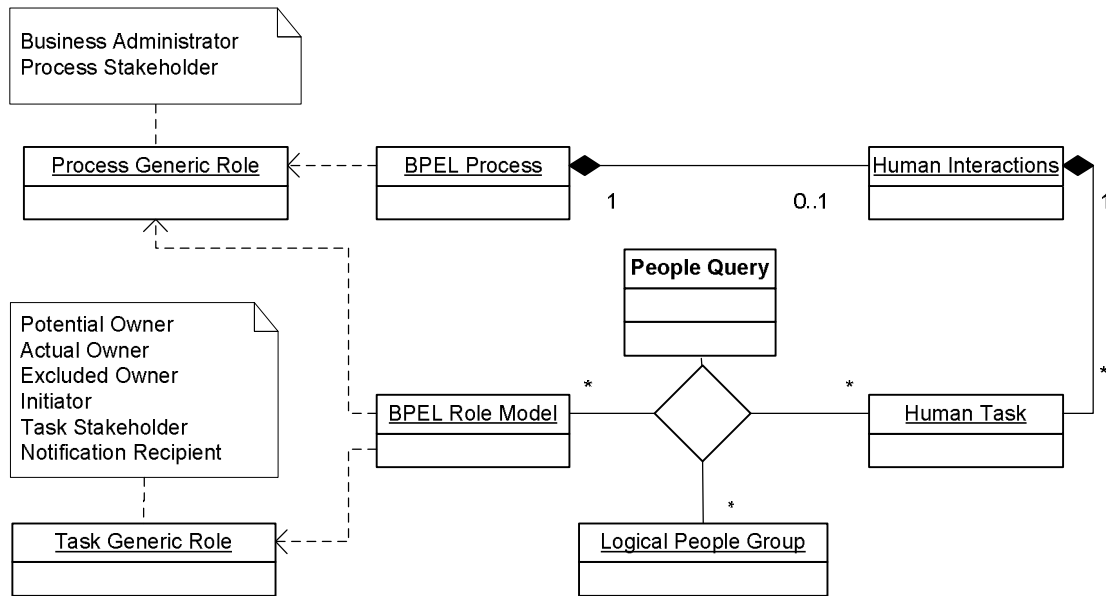 Business Administrator
Process Stakeholder
Process Generic Role
BPEL Process
Human Interactions
1
0..1
1
People Query
Potential Owner
Actual Owner
Excluded Owner
Initiator
Task Stakeholder
Notification Recipient
*
*
*
BPEL Role Model
Human Task
*
Task Generic Role
Logical People Group